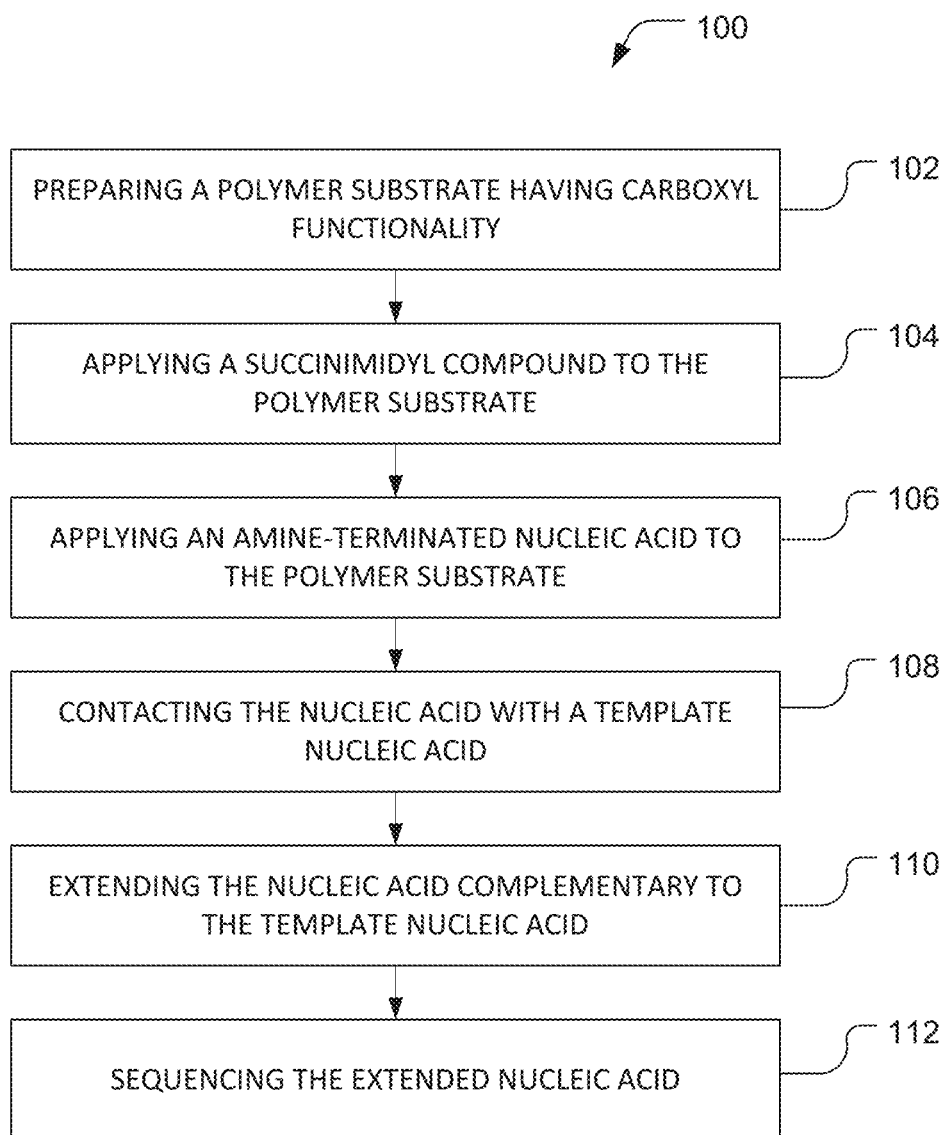 100
PREPARING A POLYMER SUBSTRATE HAVING CARBOXYL
FUNCTIONALITY
102
APPLYING A SUCCINIMIDYL COMPOUND TO THE
POLYMER SUBSTRATE
104
APPLYING AN AMINE-TERMINATED NUCLEIC ACID TO
THE POLYMER SUBSTRATE
106
CONTACTING THE NUCLEIC ACID WITH A TEMPLATE
NUCLEIC ACID
108
EXTENDING THE NUCLEIC ACID COMPLEMENTARY TO
THE TEMPLATE NUCLEIC ACID
110
SEQUENCING THE EXTENDED NUCLEIC ACID
112